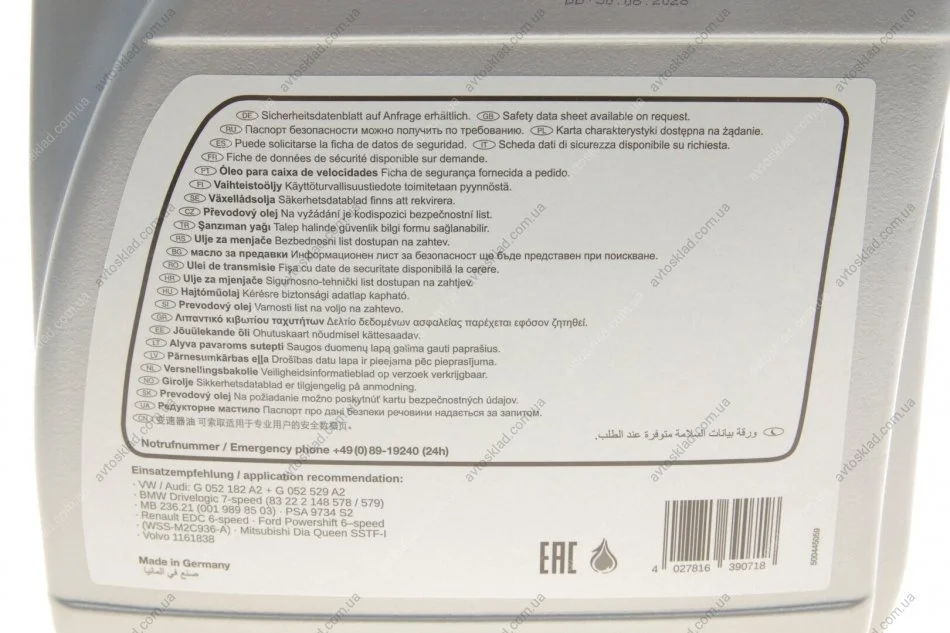 DE Sicherheitsdatenblatt auf Anfrage erhältlich. GB Safety data sheet available on request.
RU Паспорт безопасности можно получить по требованию. PL Karta charakterystyki dostępna na żądanie.
ES Puede solicitarse la ficha de datos de seguridad. IT Scheda dati di sicurezza disponibile su richiesta.
FR Fiche de données de sécurité disponible sur demande.
PT Óleo para caixa de velocidades Ficha de segurança fornecida a pedido.
FI Vaihteistoöljy Käyttöturvallisuustiedote toimitetaan pyynnöstä.
SE Växellådsolja Säkerhetsdatablad finns att rekvirera.
CZ Převodový olej Na vyžádání je kodispozici bezpečnostní list.
TR Şanzıman yağı Talep halinde güvenlik bilgi formu sağlanabilir.
RS Ulje za menjače Bezbednosni list dostupan na zahtev.
BG масло за предавки Информационен лист за безопасност ще бъде представен при поискване.
RO Ulei de transmisie Fișa cu date de securitate disponibilă la cerere.
HR Ulje za mjenjače Sigurnosno-tehnički list dostupan na zahtjev
HU Hajtóműolaj Kérésre biztonsági adatlap kapható.
SI Prevodový olej Varnosti list na voljo na zahtevo.
GR Λιπαντικό κιβωτίου ταχυτήτων Δελτίο δεδομένων ασφαλείας παρέχεται εφόσον ζητηθεί.
EE Jõuülekande õli Ohutuskaart nõudmisel kättesaadav.
LT Alyva pavaroms sutepti Saugos duomenų lapą galima gauti paprašius.
LV Pārnesumkārbas eļļa Drošības datu lapa ir pieejama pēc pieprasījuma.
NL Versnellingsbakolie Veiligheidsinformatieblad op verzoek verkrijgbaar.
NO Girolje Sikkerhetsdatablad er tilgjengelig på anmodning.
SK Prevodový olej Na požiadanie možno poskytnúť kartu bezpečnostných údajov.
UA Редукторне мастило Паспорт про дані безпеки речовини надається за запитом.
CN 变速器油 可索取适用于专业用户的安全数据页。
ورقة بيانات السلامة متوفرة عند الطلب.
Notrufnummer / Emergency phone +49(0)89-19240 (24h)
Einsatzempfehlung / application recommendation:
· VW / Audi: G 052 182 A2 + G 052 529 A2
· BMW Drivelogic 7-speed (83 22 2 148 578 / 579)
· MB 236.21 (001 989 85 03) · PSA 9734 S2
· Renault EDC 6-speed · Ford Powershift 6–speed
(WSS-M2C936-A) · Mitsubishi Dia Queen SSTF-I
· Volvo 1161838
Made in Germany
صنع في المانيا
EAC
4 027816 390718
avtosklad.com.ua